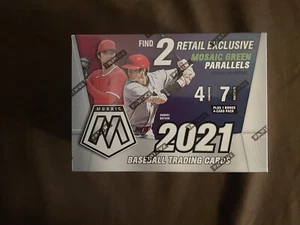 FIND 2 RETAIL EXCLUSIVE
MOSAIC GREEN
PARALLELS
4 7
PLUS 1 BONUS
4-CARD PACK
MOSAIC
M
2021
BASEBALL TRADING CARDS